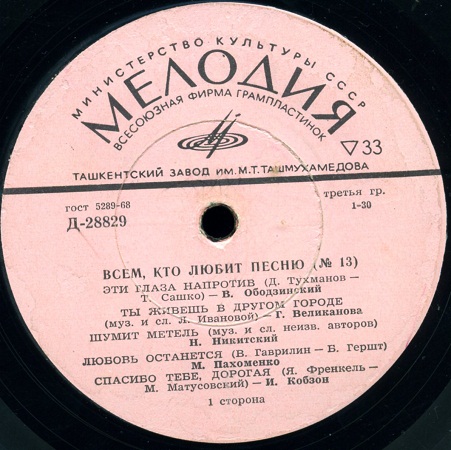 МИНИСТЕРСТВО КУЛЬТУРЫ СССР
МЕЛОДИЯ
ВСЕСОЮЗНАЯ ФИРМА ГРАМПЛАСТИНОК
▽33
ТАШКЕНТСКИЙ ЗАВОД ИМ. М.Т. ТАШМУХАМЕДОВА
гост 5289-68
третья гр.
Д-28829
1-30
ВСЕМ, КТО ЛЮБИТ ПЕСНЮ (№ 13)
ЭТИ ГЛАЗА НАПРОТИВ (Д. Тухманов —
Т. Сашко) — В. Ободзинский
ТЫ ЖИВЕШЬ В ДРУГОМ ГОРОДЕ
(муз. и сл. Л. Ивановой) — Г. Великанова
ШУМИТ МЕТЕЛЬ (муз. и сл. неизв. авторов)
Н. Никитский
ЛЮБОВЬ ОСТАНЕТСЯ (В. Гаврилин — Б. Гершт)
М. Пахоменко
СПАСИБО ТЕБЕ, ДОРОГАЯ (Я. Френкель —
М. Матусовский) — И. Кобзон
1 сторона